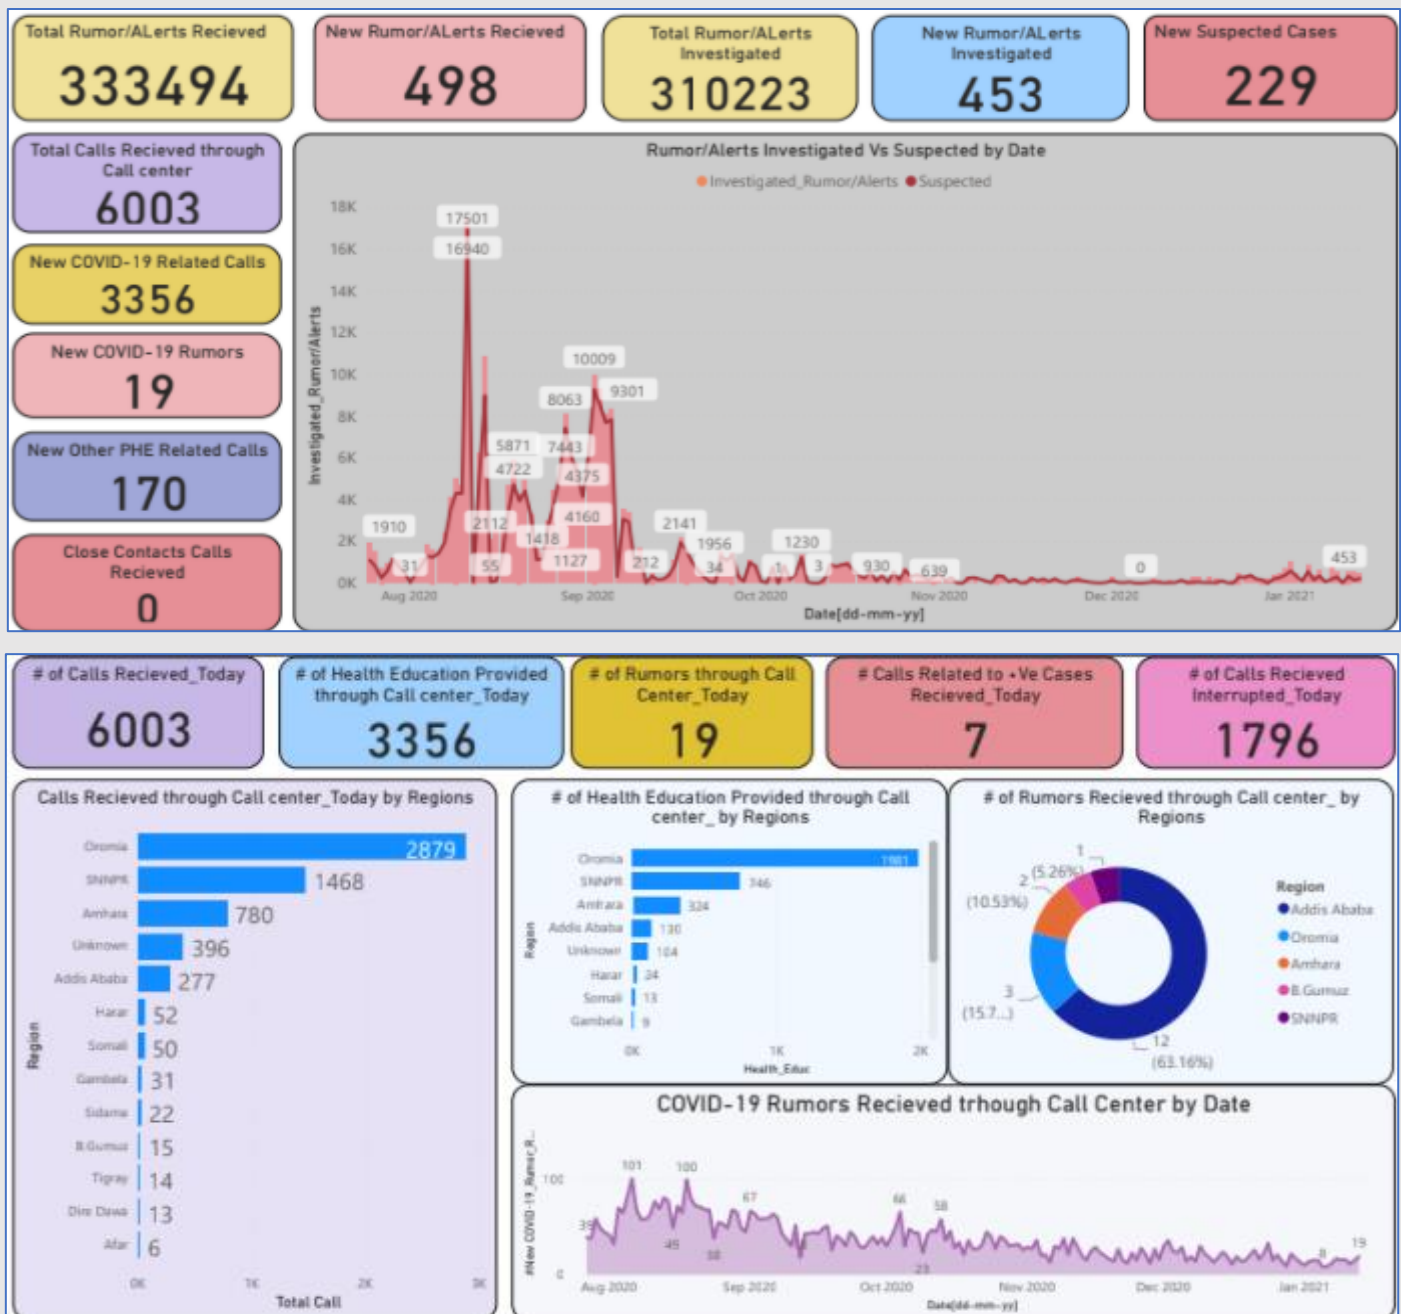 Total Rumor/ALerts Recieved
333494
New Rumor/ALerts Recieved
498
Total Rumor/ALerts
Investigated
310223
New Rumor/ALerts
Investigated
453
New Suspected Cases
229
Total Calls Recieved through
Call center
6003
New COVID-19 Related Calls
3356
New COVID-19 Rumors
19
New Other PHE Related Calls
170
Close Contacts Calls
Recieved
0
Rumor/Alerts Investigated Vs Suspected by Date
Investigated_Rumor/Alerts Suspected
Investigated_Rumor/Alerts
18K
16K
14K
12K
10K
8K
6K
4K
2K
0K
17501
16940
10009
9301
8063
5871
7443
4722
4375
1910
2112
4160
2141
1418
1956
1230
31
55
1127
212
34
1
3
930
639
0
453
Aug 2020
Sep 2020
Oct 2020
Nov 2020
Dec 2020
Jan 2021
Date[dd-mm-yy]
# of Calls Recieved_Today
6003
# of Health Education Provided
through Call center_Today
3356
# of Rumors through Call
Center_Today
19
# Calls Related to +Ve Cases
Recieved_Today
7
# of Calls Recieved
Interrupted_Today
1796
Calls Recieved through Call center_Today by Regions
Region
Oromia 2879
SNNPR 1468
Amhara 780
Unknown 396
Addis Ababa 277
Harar 52
Somali 50
Gambela 31
Sidama 22
B.Gumuz 15
Tigray 14
Dire Dawa 13
Afar 6
0K 1K 2K 3K
Total Call
# of Health Education Provided through Call
center_ by Regions
Region
Oromia 1981
SNNPR 746
Amhara 324
Addis Ababa 130
Unknown 104
Harar 24
Somali 13
Gambela 9
0K 1K 2K
Health_Educ
# of Rumors Recieved through Call center_ by
Regions
1
(5.26%)
2
(10.53%)
3
(15.7...)
12
(63.16%)
Region
Addis Ababa
Oromia
Amhara
B.Gumuz
SNNPR
COVID-19 Rumors Recieved trhough Call Center by Date
#New COVID-19_Rumor_R...
100
0
101
100
67
66
58
45
23
8
19
Aug 2020
Sep 2020
Oct 2020
Nov 2020
Dec 2020
Jan 2021
Date[dd-mm-yy]